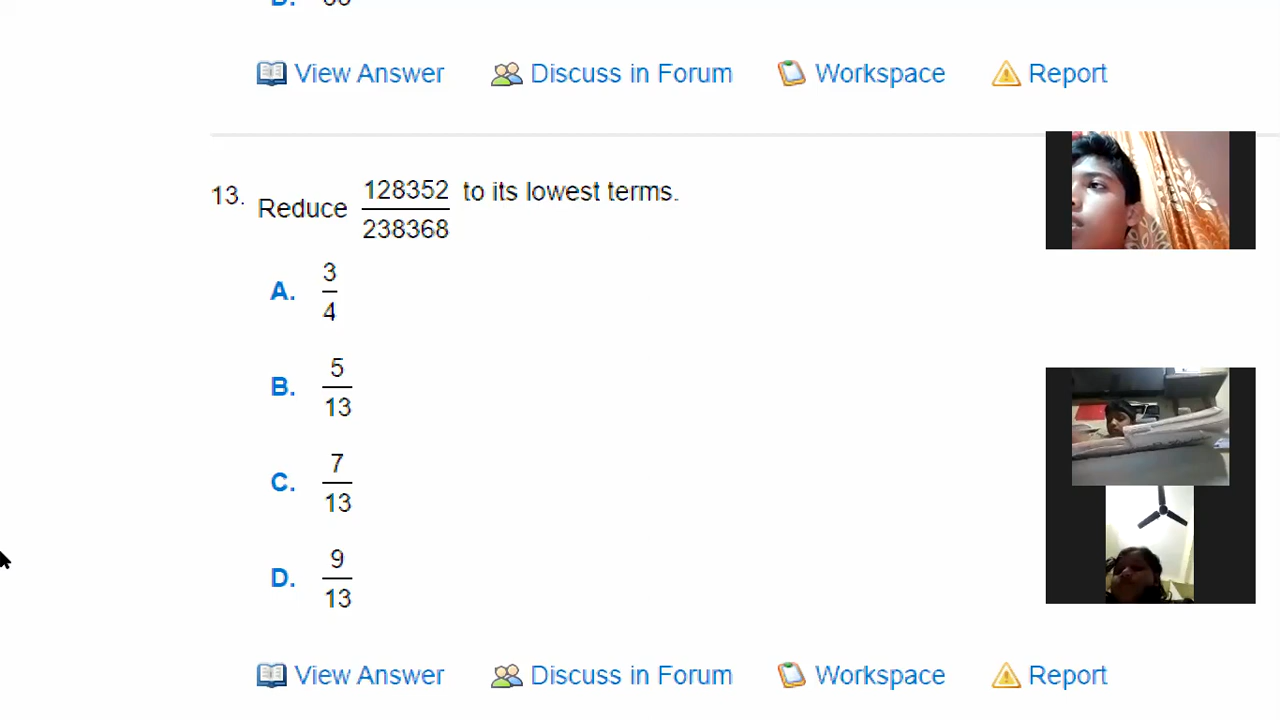 View Answer Discuss in Forum Workspace Report
13. Reduce 128352/238368 to its lowest terms.
A. 3/4
B. 5/13
C. 7/13
D. 9/13
View Answer Discuss in Forum Workspace Report